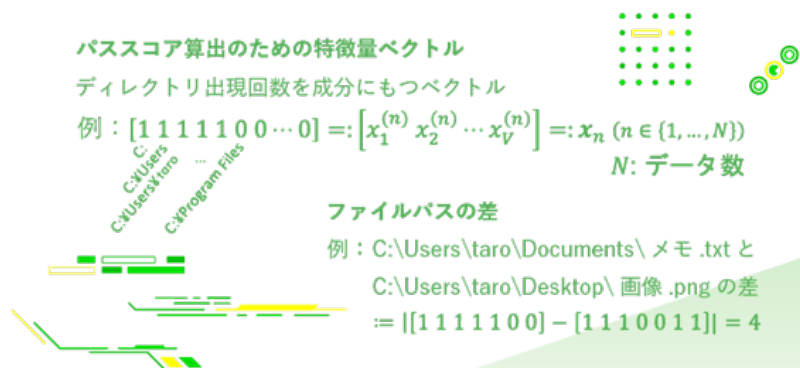 パススコア算出のための特徴量ベクトル
ディレクトリ出現回数を成分にもつベクトル
例：[1 1 1 1 1 0 0 ⋯ 0] =: [x₁⁽ⁿ⁾ x₂⁽ⁿ⁾ ⋯ x_V⁽ⁿ⁾] =: xₙ (n ∈ {1, …, N})
C:
C:¥Users
C:¥Users¥taro
…
C:¥Program Files
N: データ数
ファイルパスの差
例：C:\Users\taro\Documents\ メモ .txt と
C:\Users\taro\Desktop\ 画像 .png の差
≔ |[1 1 1 1 1 0 0] − [1 1 1 0 0 1 1]| = 4